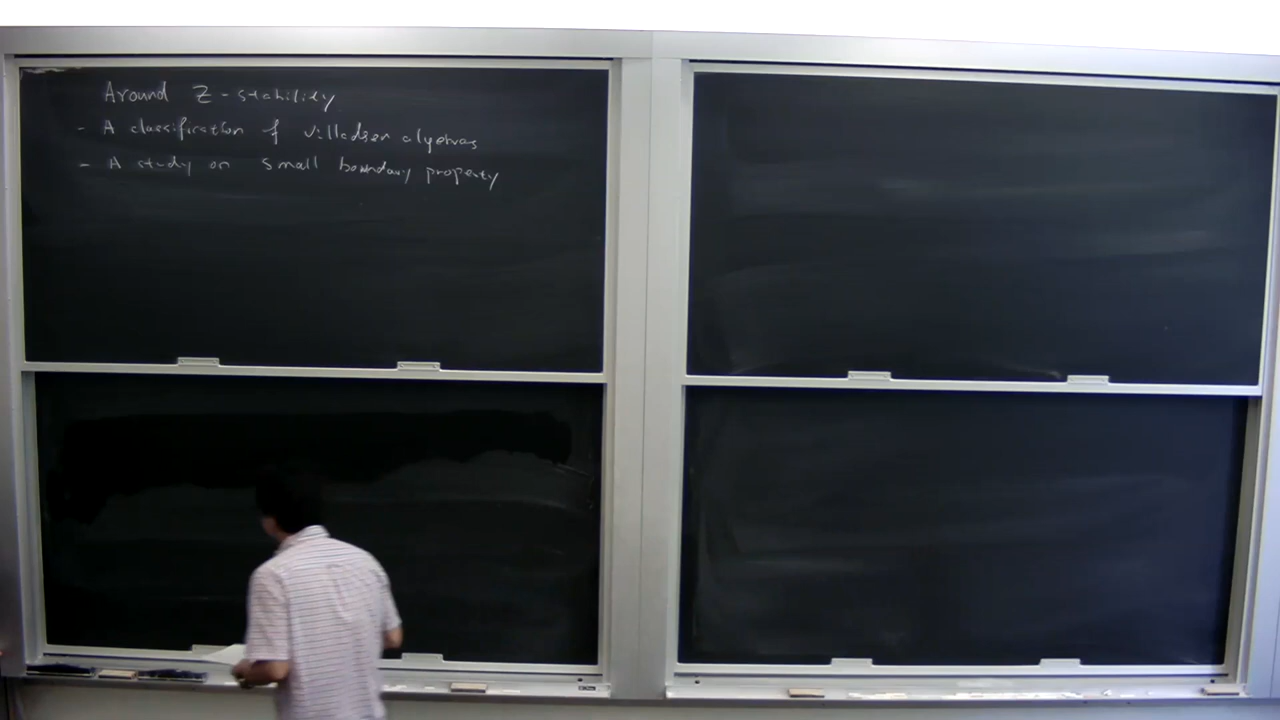 Around Z-stability
- A classification of Villadsen algebras
- A study on small boundary property